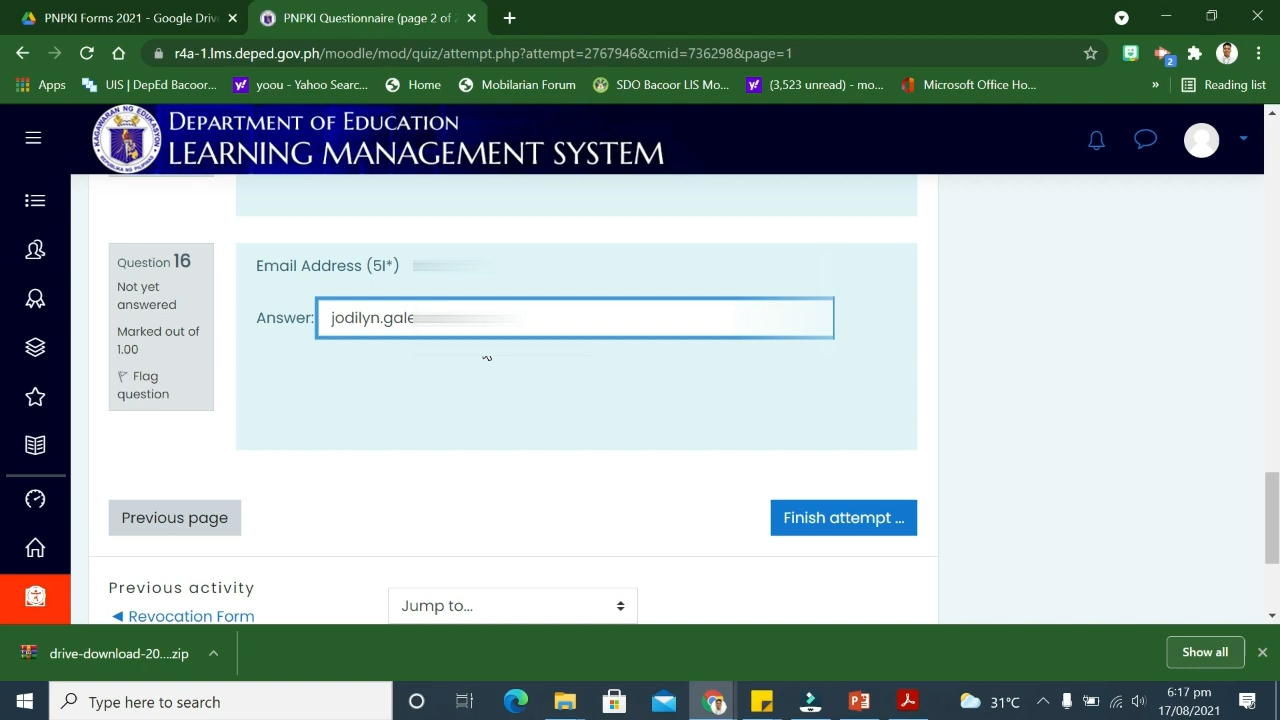 PNPKI Forms 2021 - Google Driv
PNPKI Questionnaire (page 2 of 2
r4a-1.lms.deped.gov.ph/moodle/mod/quiz/attempt.php?attempt=2767946&cmid=736298&page=1
2
Apps
UIS | DepEd Bacoor...
yoou - Yahoo Searc...
Home
Mobilarian Forum
SDO Bacoor LIS Mo...
(3,523 unread) - mo...
Microsoft Office Ho...
»
Reading list
KAGAWARAN NG EDUKASYON
DEPARTMENT OF EDUCATION
LEARNING MANAGEMENT SYSTEM
Question 16
Not yet
answered
Marked out of
1.00
Flag
question
Email Address (5I*)
Answer:
jodilyn.gale
Previous page
Finish attempt ...
Previous activity
◄ Revocation Form
Jump to...
drive-download-20....zip
Show all
Type here to search
31°C
6:17 pm
17/08/2021